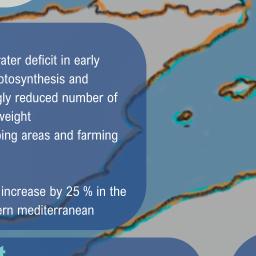 ater deficit in early
otosynthesis and
gly reduced number of
weight
ping areas and farming
increase by 25 % in the
ern mediterranean